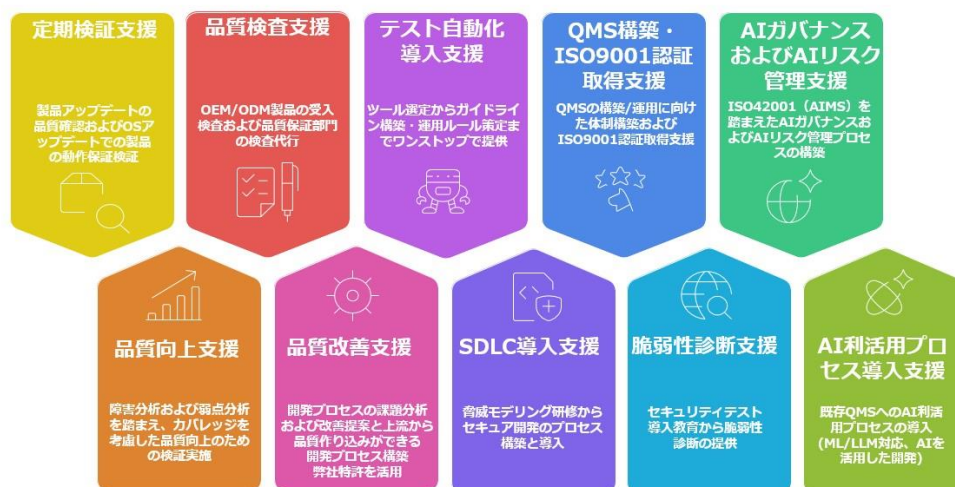 定期検証支援
製品アップデートの
品質確認およびOSア
ップデートでの製品
の動作保証検証
品質検査支援
OEM/ODM製品の受入
検査および品質保証部門
の検査代行
テスト自動化
導入支援
ツール選定からガイドライ
ン構築・運用ルール策定ま
でワンストップで提供
QMS構築・
ISO9001認証
取得支援
QMSの構築/運用に向け
た体制構築および
ISO9001認証取得支援
AIガバナンス
およびAIリスク
管理支援
ISO42001（AIMS）を
踏まえたAIガバナンスお
よびAIリスク管理プロセ
スの構築
品質向上支援
障害分析および弱点分析
を踏まえ、カバレッジを
考慮した品質向上のため
の検証実施
品質改善支援
開発プロセスの課題分析
および改善提案と上流から
品質作り込みができる
開発プロセス構築
弊社特許を活用
SDLC導入支援
脅威モデリング研修から
セキュア開発のプロセス
構築と導入
脆弱性診断支援
セキュリティテスト
導入教育から脆弱性
診断の提供
AI利活用プロ
セス導入支援
既存QMSへのAI利活
用プロセスの導入
(ML/LLM対応、AIを
活用した開発)